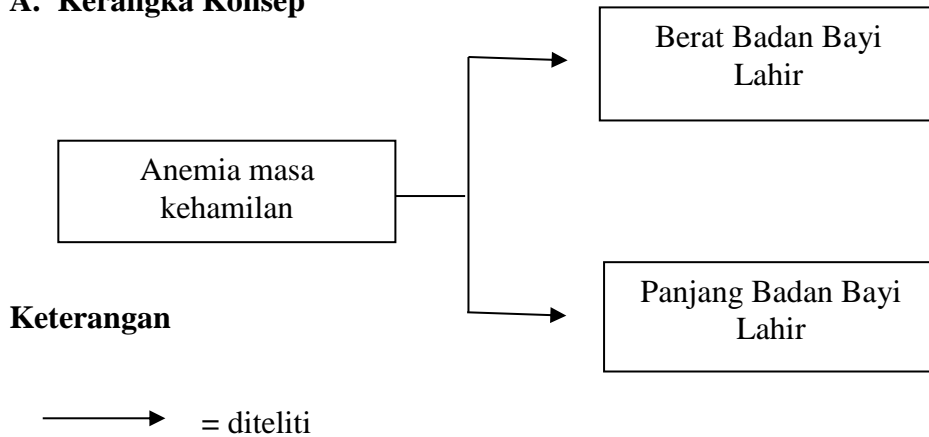 A. Kerangka Konsep
Berat Badan Bayi
Lahir
Anemia masa
kehamilan
Panjang Badan Bayi
Lahir
Keterangan
= diteliti